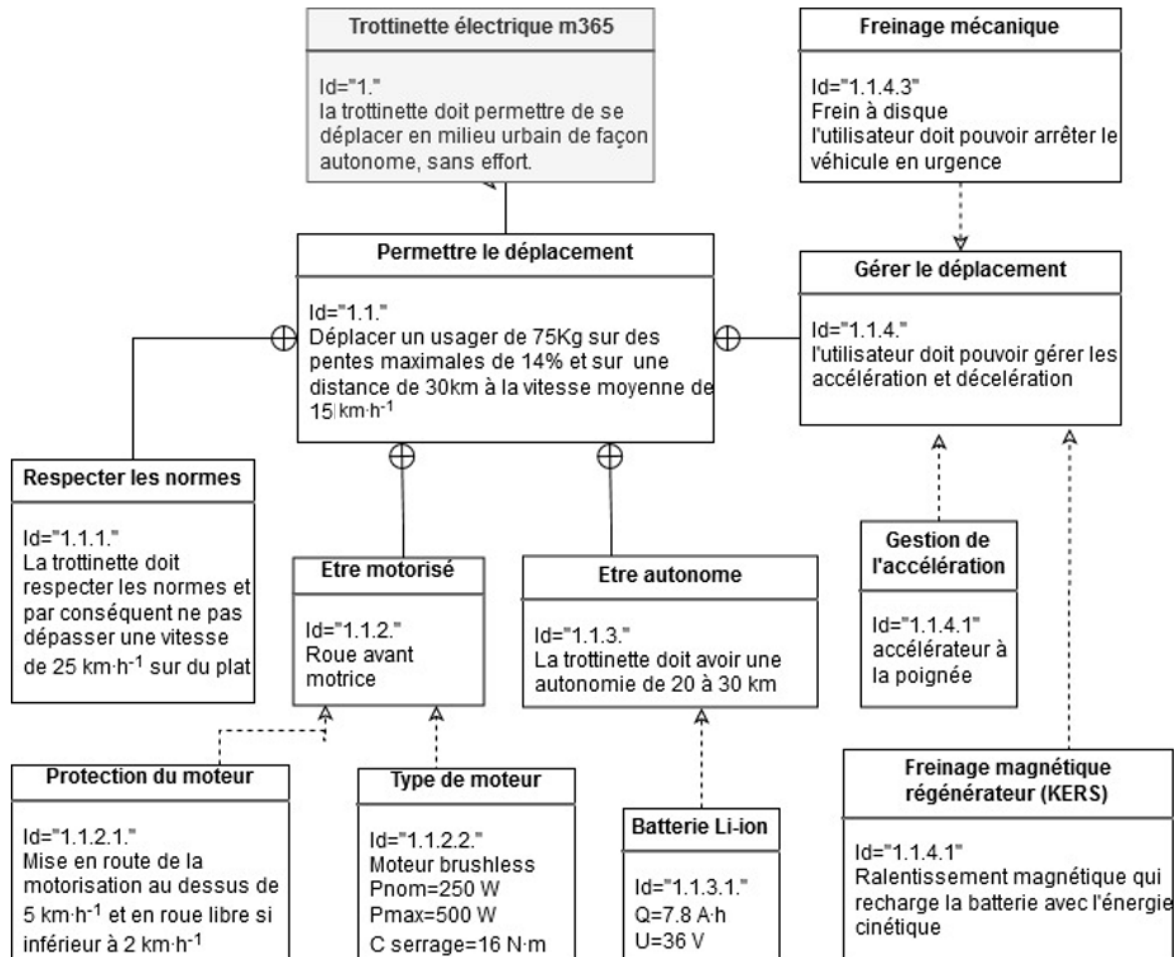 Trottinette électrique m365
Id="1."
la trottinette doit permettre de se
déplacer en milieu urbain de façon
autonome, sans effort.
Freinage mécanique
Id="1.1.4.3"
Frein à disque
l'utilisateur doit pouvoir arrêter le
véhicule en urgence
Permettre le déplacement
Id="1.1."
Déplacer un usager de 75Kg sur des
pentes maximales de 14% et sur une
distance de 30km à la vitesse moyenne de
15 km·h⁻¹
Gérer le déplacement
Id="1.1.4."
l'utilisateur doit pouvoir gérer les
accélération et décelération
Respecter les normes
Id="1.1.1."
La trottinette doit
respecter les normes et
par conséquent ne pas
dépasser une vitesse
de 25 km·h⁻¹ sur du plat
Etre motorisé
Id="1.1.2."
Roue avant
motrice
Etre autonome
Id="1.1.3."
La trottinette doit avoir une
autonomie de 20 à 30 km
Gestion de
l'accélération
Id="1.1.4.1"
accélérateur à
la poignée
Protection du moteur
Id="1.1.2.1."
Mise en route de la
motorisation au dessus de
5 km·h⁻¹ et en roue libre si
inférieur à 2 km·h⁻¹
Type de moteur
Id="1.1.2.2."
Moteur brushless
Pnom=250 W
Pmax=500 W
C serrage=16 N·m
Batterie Li-ion
Id="1.1.3.1."
Q=7.8 A·h
U=36 V
Freinage magnétique
régénérateur (KERS)
Id="1.1.4.1"
Ralentissement magnétique qui
recharge la batterie avec l'énergie
cinétique